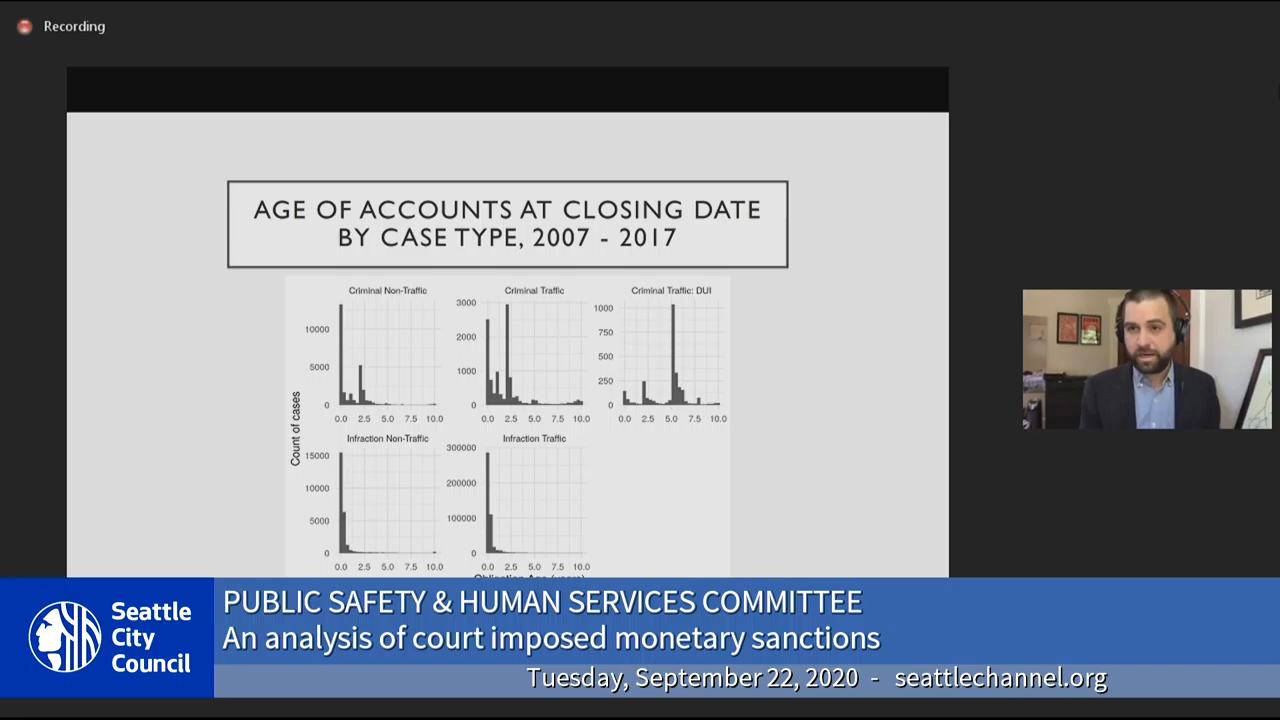 Recording
AGE OF ACCOUNTS AT CLOSING DATE
BY CASE TYPE, 2007 - 2017
Criminal Non-Traffic
Criminal Traffic
Criminal Traffic: DUI
10000
5000
0
3000
2000
1000
0
1000
750
500
250
0
0.0 2.5 5.0 7.5 10.0
0.0 2.5 5.0 7.5 10.0
0.0 2.5 5.0 7.5 10.0
Count of cases
Infraction Non-Traffic
Infraction Traffic
15000
10000
5000
0
300000
200000
100000
0
0.0 2.5 5.0 7.5 10.0
0.0 2.5 5.0 7.5 10.0
Obligation Age (years)
Seattle
City
Council
PUBLIC SAFETY & HUMAN SERVICES COMMITTEE
An analysis of court imposed monetary sanctions
Tuesday, September 22, 2020 - seattlechannel.org